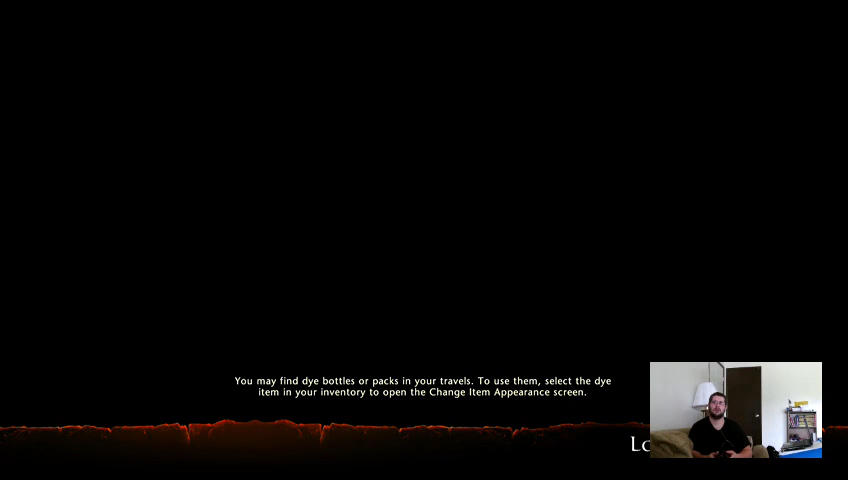 You may find dye bottles or packs in your travels. To use them, select the dye
item in your inventory to open the Change Item Appearance screen.